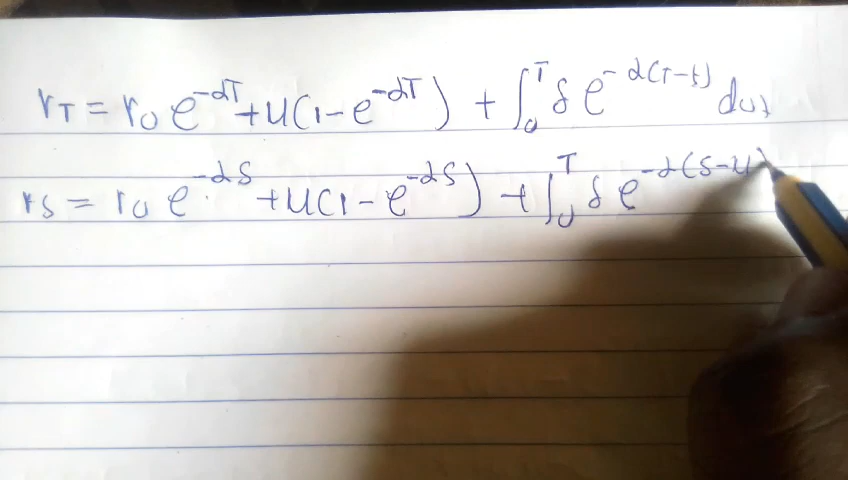 r_T = r_0 e^{-αT} + μ(1 - e^{-αT}) + ∫_0^T δ e^{-α(T-t)} dω_t
r_S = r_0 e^{-αS} + μ(1 - e^{-αS}) + ∫_0^T δ e^{-α(S-u)}